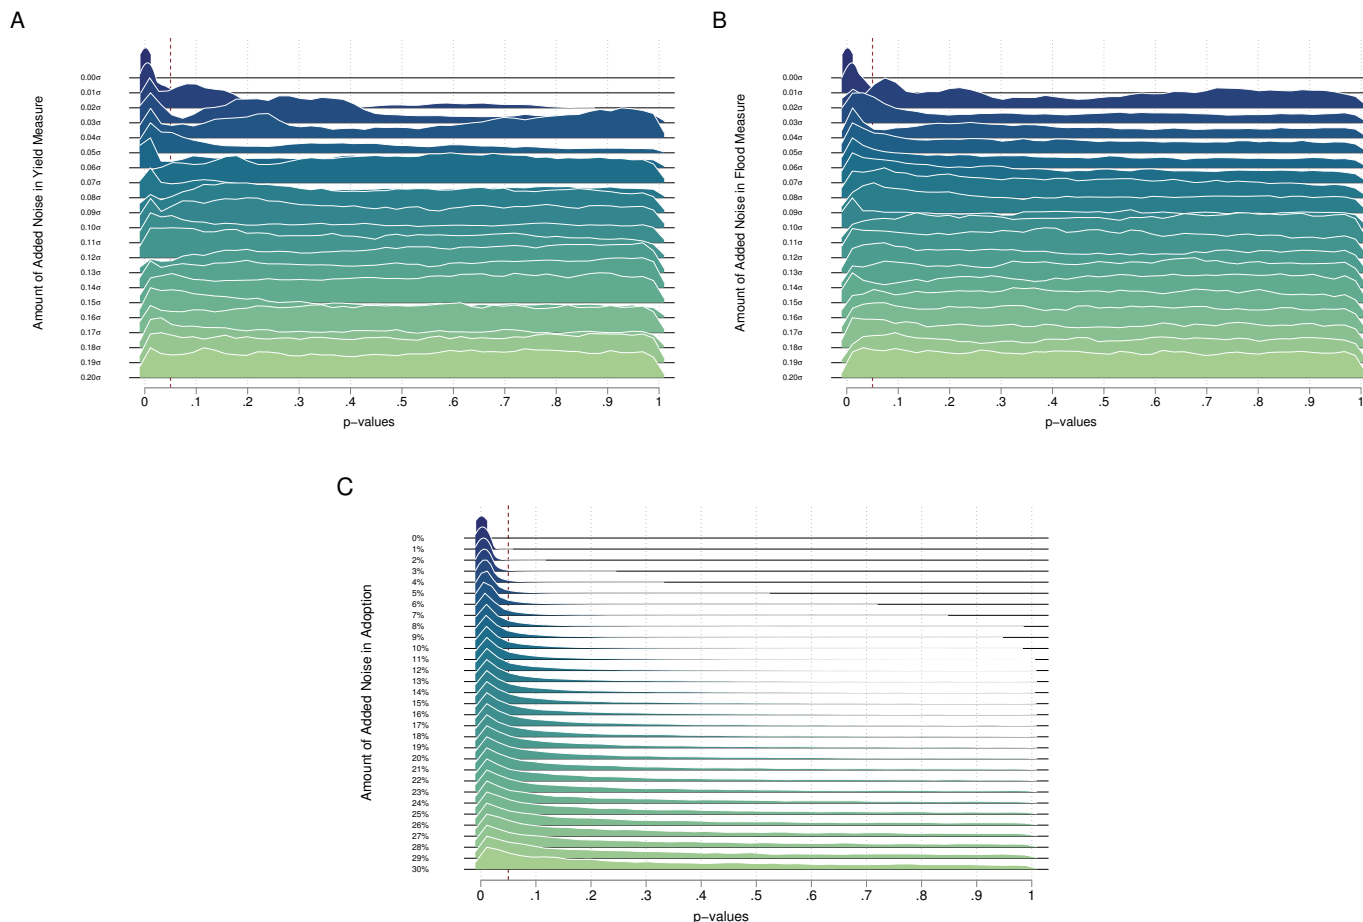 A
Amount of Added Noise in Yield Measure
0.00σ
0.01σ
0.02σ
0.03σ
0.04σ
0.05σ
0.06σ
0.07σ
0.08σ
0.09σ
0.10σ
0.11σ
0.12σ
0.13σ
0.14σ
0.15σ
0.16σ
0.17σ
0.18σ
0.19σ
0.20σ
0 .1 .2 .3 .4 .5 .6 .7 .8 .9 1
p−values
B
Amount of Added Noise in Flood Measure
0.00σ
0.01σ
0.02σ
0.03σ
0.04σ
0.05σ
0.06σ
0.07σ
0.08σ
0.09σ
0.10σ
0.11σ
0.12σ
0.13σ
0.14σ
0.15σ
0.16σ
0.17σ
0.18σ
0.19σ
0.20σ
0 .1 .2 .3 .4 .5 .6 .7 .8 .9 1
p−values
C
Amount of Added Noise in Adoption
0%
1%
2%
3%
4%
5%
6%
7%
8%
9%
10%
11%
12%
13%
14%
15%
16%
17%
18%
19%
20%
21%
22%
23%
24%
25%
26%
27%
28%
29%
30%
0 .1 .2 .3 .4 .5 .6 .7 .8 .9 1
p−values